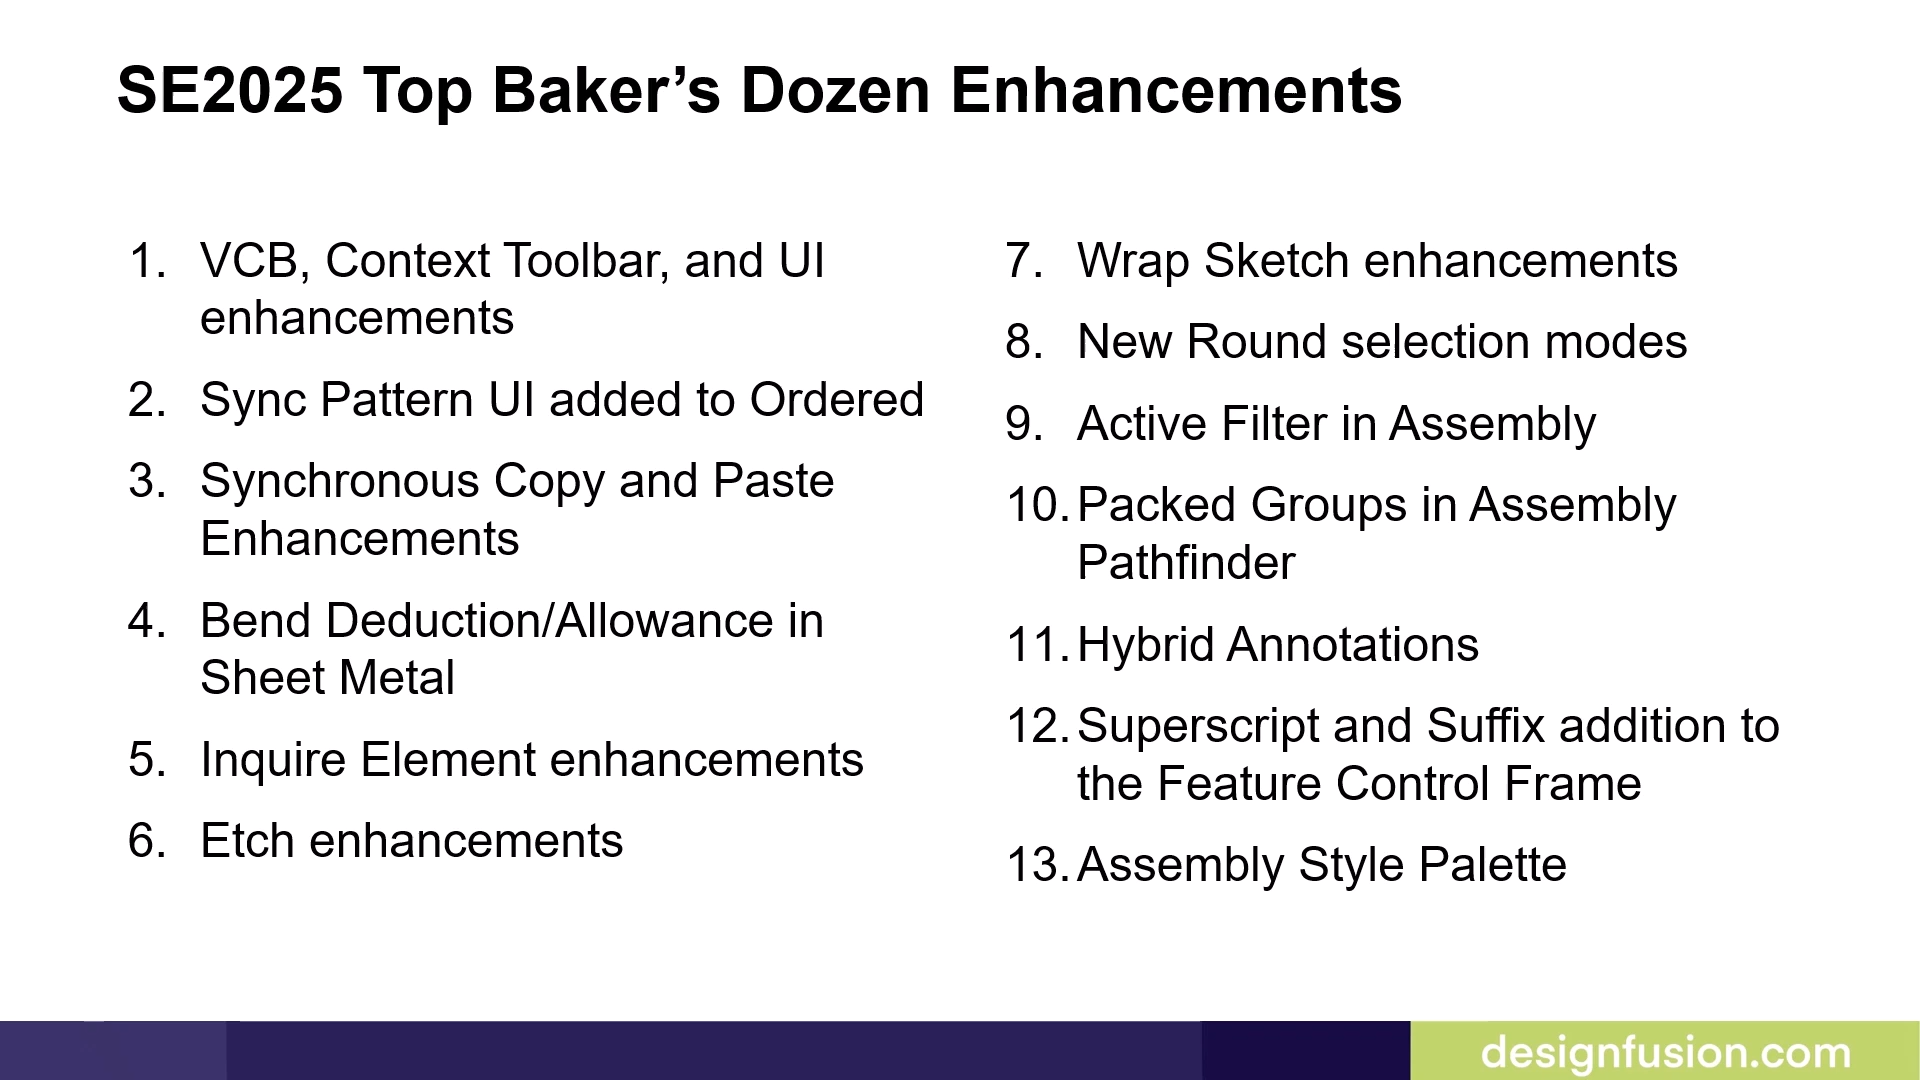 SE2025 Top Baker’s Dozen Enhancements
1. VCB, Context Toolbar, and UI
enhancements
2. Sync Pattern UI added to Ordered
3. Synchronous Copy and Paste
Enhancements
4. Bend Deduction/Allowance in
Sheet Metal
5. Inquire Element enhancements
6. Etch enhancements
7. Wrap Sketch enhancements
8. New Round selection modes
9. Active Filter in Assembly
10. Packed Groups in Assembly
Pathfinder
11. Hybrid Annotations
12. Superscript and Suffix addition to
the Feature Control Frame
13. Assembly Style Palette
designfusion.com